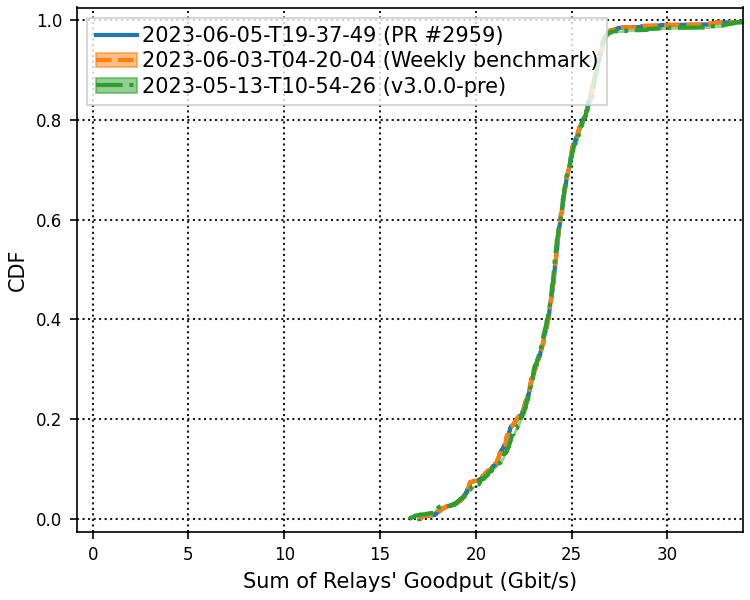 2023-06-05-T19-37-49 (PR #2959)
2023-06-03-T04-20-04 (Weekly benchmark)
2023-05-13-T10-54-26 (v3.0.0-pre)
CDF
1.0
0.8
0.6
0.4
0.2
0.0
0 5 10 15 20 25 30
Sum of Relays' Goodput (Gbit/s)